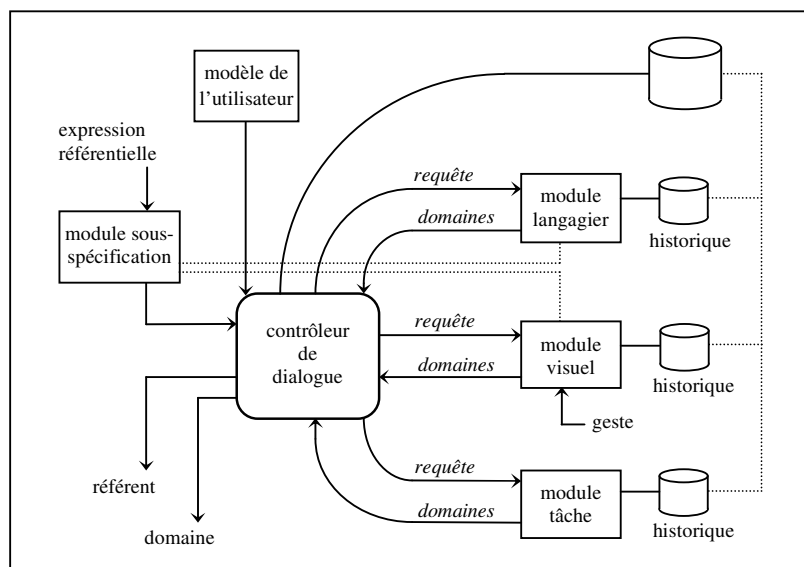 modèle de
l’utilisateur
expression
référentielle
module sous-
spécification
requête
domaines
module
langagier
historique
contrôleur
de
dialogue
requête
domaines
module
visuel
historique
geste
référent
domaine
requête
domaines
module
tâche
historique